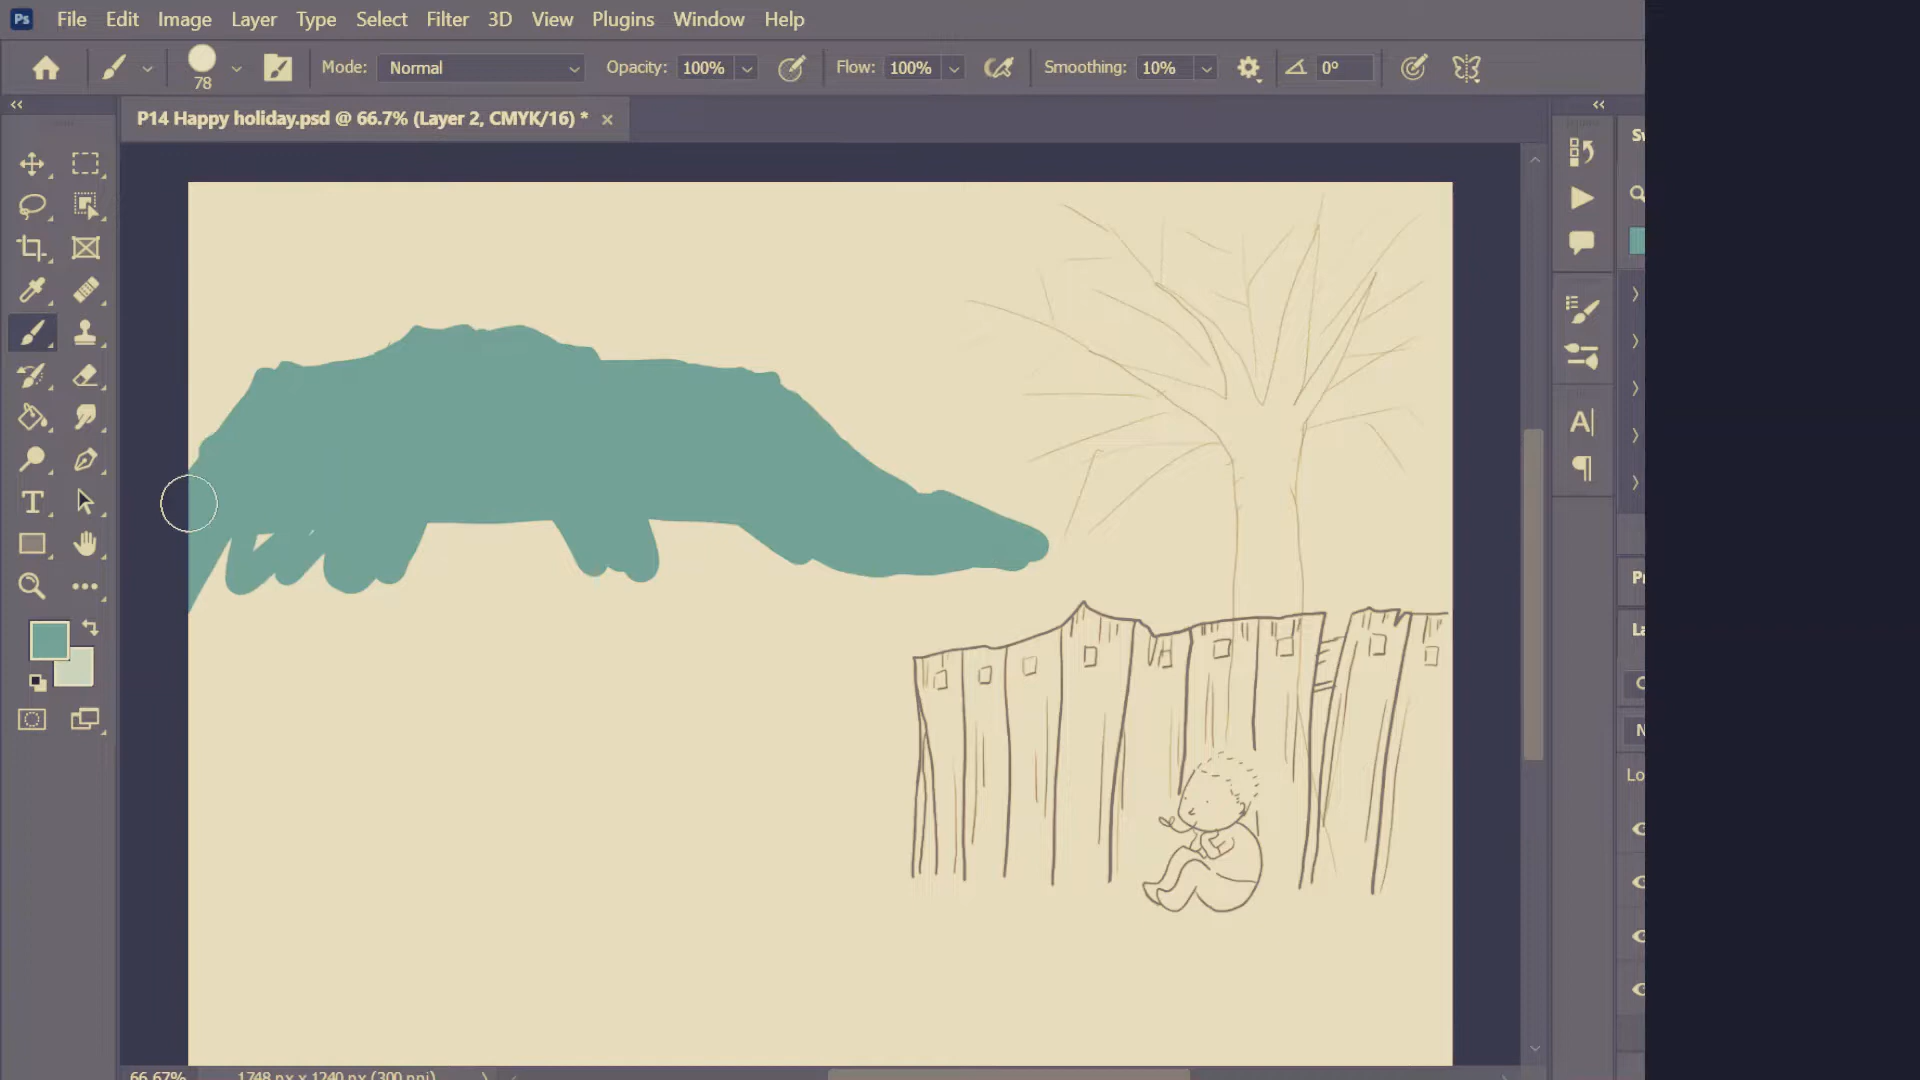 Ps File Edit Image Layer Type Select Filter 3D View Plugins Window Help
78 Mode: Normal Opacity: 100% Flow: 100% Smoothing: 10% 0°
P14 Happy holiday.psd @ 66.7% (Layer 2, CMYK/16) * ×
66.67% 1748 px x 1240 px (300 ppi)